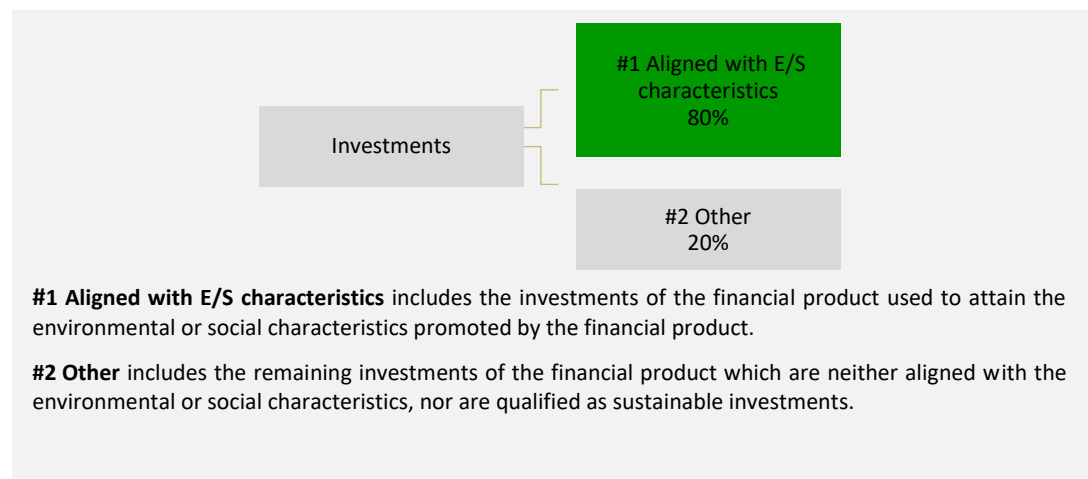 #1 Aligned with E/S
characteristics
80%
Investments
#2 Other
20%
#1 Aligned with E/S characteristics includes the investments of the financial product used to attain the
environmental or social characteristics promoted by the financial product.
#2 Other includes the remaining investments of the financial product which are neither aligned with the
environmental or social characteristics, nor are qualified as sustainable investments.